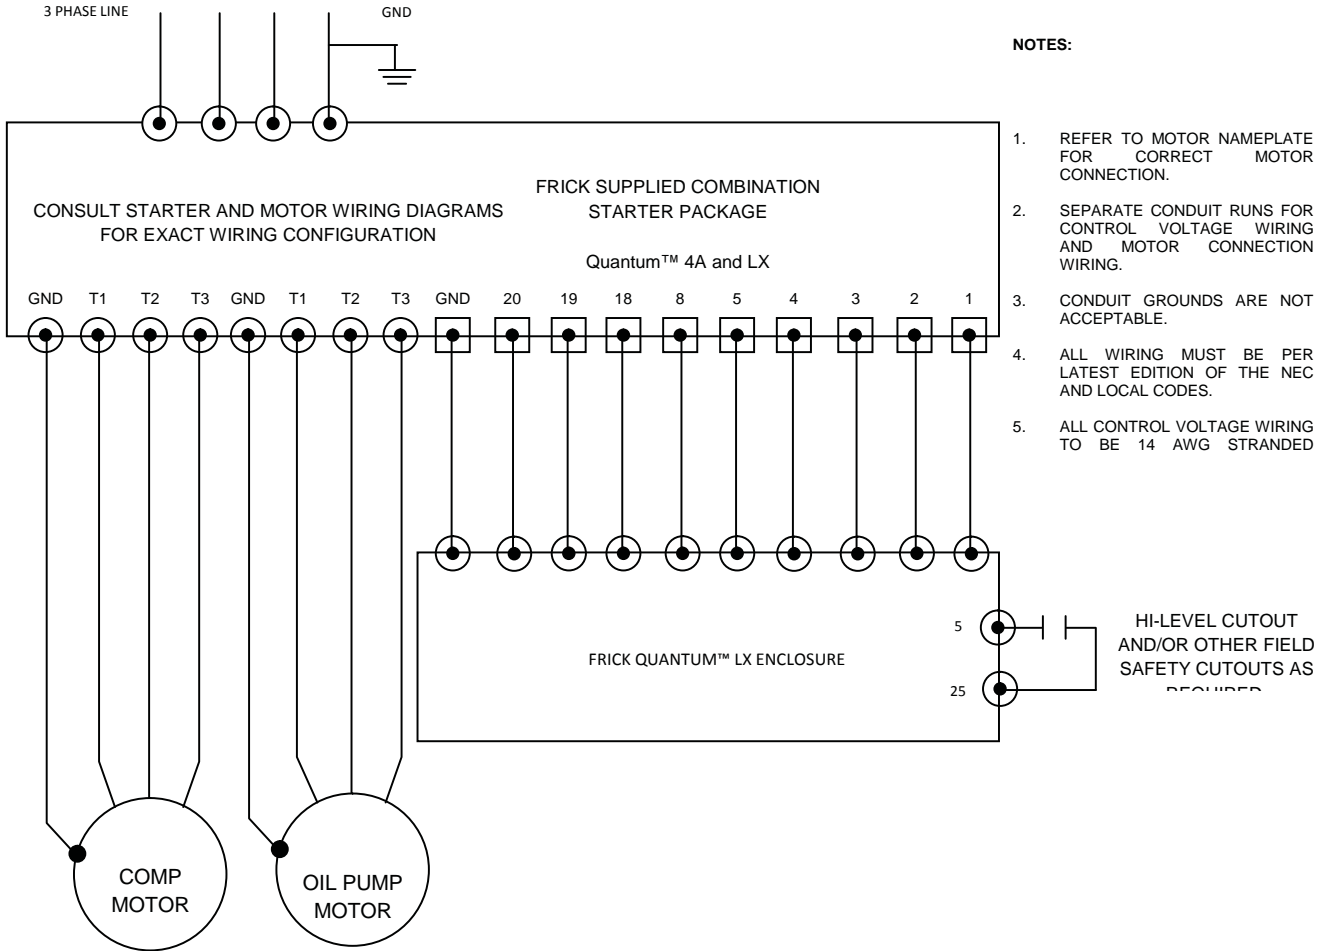 3 PHASE LINE
GND
NOTES:
1. REFER TO MOTOR NAMEPLATE
FOR CORRECT MOTOR
CONNECTION.
2. SEPARATE CONDUIT RUNS FOR
CONTROL VOLTAGE WIRING
AND MOTOR CONNECTION
WIRING.
3. CONDUIT GROUNDS ARE NOT
ACCEPTABLE.
4. ALL WIRING MUST BE PER
LATEST EDITION OF THE NEC
AND LOCAL CODES.
5. ALL CONTROL VOLTAGE WIRING
TO BE 14 AWG STRANDED
CONSULT STARTER AND MOTOR WIRING DIAGRAMS
FOR EXACT WIRING CONFIGURATION
FRICK SUPPLIED COMBINATION
STARTER PACKAGE
Quantum™ 4A and LX
GND T1 T2 T3 GND T1 T2 T3 GND 20 19 18 8 5 4 3 2 1
5
25
FRICK QUANTUM™ LX ENCLOSURE
HI-LEVEL CUTOUT
AND/OR OTHER FIELD
SAFETY CUTOUTS AS
COMP
MOTOR
OIL PUMP
MOTOR